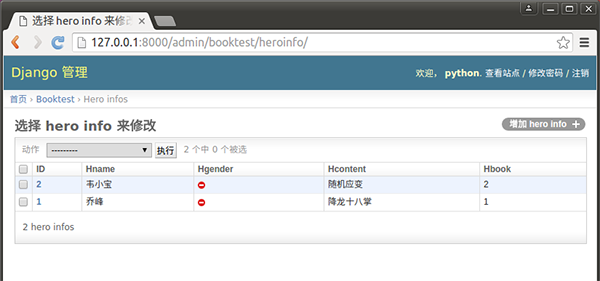 选择 hero info 来修改
127.0.0.1:8000/admin/booktest/heroinfo/
Django 管理
欢迎， python. 查看站点 / 修改密码 / 注销
首页 › Booktest › Hero infos
选择 hero info 来修改
增加 hero info +
动作 --------- 执行 2 个中 0 个被选
ID Hname Hgender Hcontent Hbook
2 韦小宝 随机应变 2
1 乔峰 降龙十八掌 1
2 hero infos